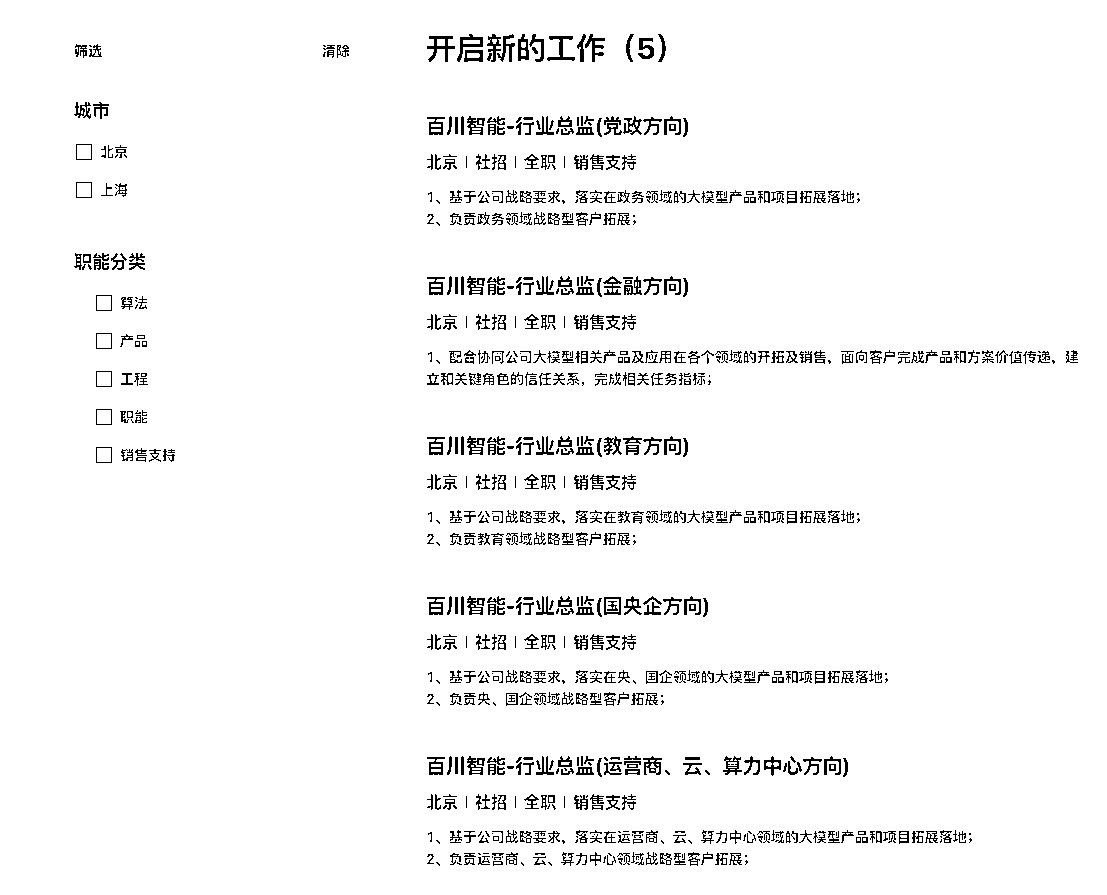 筛选
清除
城市
北京
上海
职能分类
算法
产品
工程
职能
销售支持
开启新的工作（5）
百川智能-行业总监(党政方向)
北京 | 社招 | 全职 | 销售支持
1、基于公司战略要求，落实在政务领域的大模型产品和项目拓展落地；
2、负责政务领域战略型客户拓展；
百川智能-行业总监(金融方向)
北京 | 社招 | 全职 | 销售支持
1、配合协同公司大模型相关产品及应用在各个领域的开拓及销售，面向客户完成产品和方案价值传递，建
立和关键角色的信任关系，完成相关任务指标；
百川智能-行业总监(教育方向)
北京 | 社招 | 全职 | 销售支持
1、基于公司战略要求，落实在教育领域的大模型产品和项目拓展落地；
2、负责教育领域战略型客户拓展；
百川智能-行业总监(国央企方向)
北京 | 社招 | 全职 | 销售支持
1、基于公司战略要求，落实在央、国企领域的大模型产品和项目拓展落地；
2、负责央、国企领域战略型客户拓展；
百川智能-行业总监(运营商、云、算力中心方向)
北京 | 社招 | 全职 | 销售支持
1、基于公司战略要求，落实在运营商、云、算力中心领域的大模型产品和项目拓展落地；
2、负责运营商、云、算力中心领域战略型客户拓展；